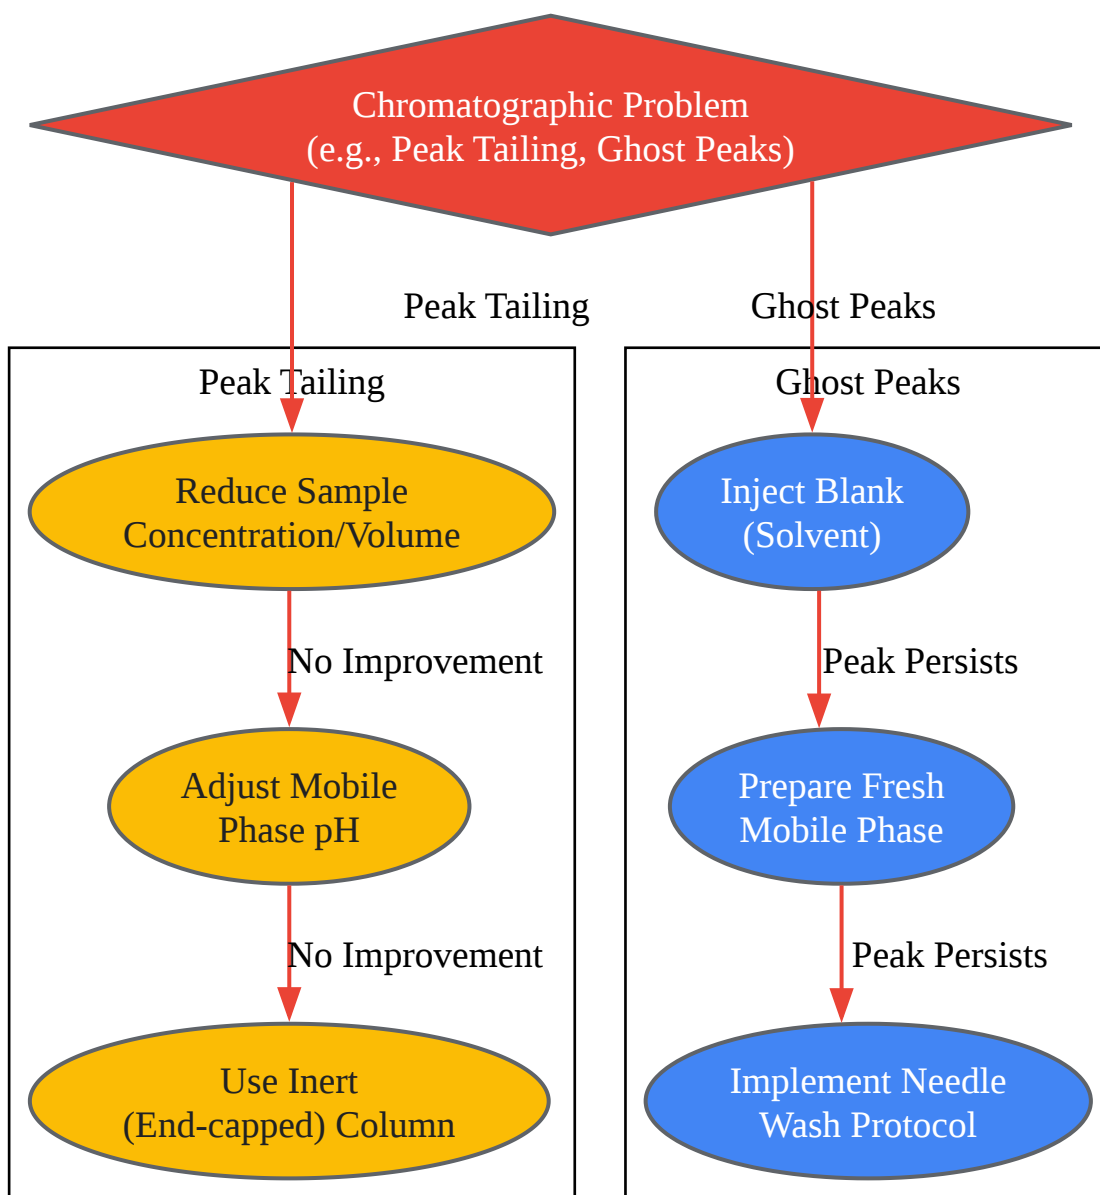 Chromatographic Problem
(e.g., Peak Tailing, Ghost Peaks)
Peak Tailing
Ghost Peaks
Peak Tailing
Reduce Sample
Concentration/Volume
No Improvement
Adjust Mobile
Phase pH
No Improvement
Use Inert
(End-capped) Column
Ghost Peaks
Inject Blank
(Solvent)
Peak Persists
Prepare Fresh
Mobile Phase
Peak Persists
Implement Needle
Wash Protocol